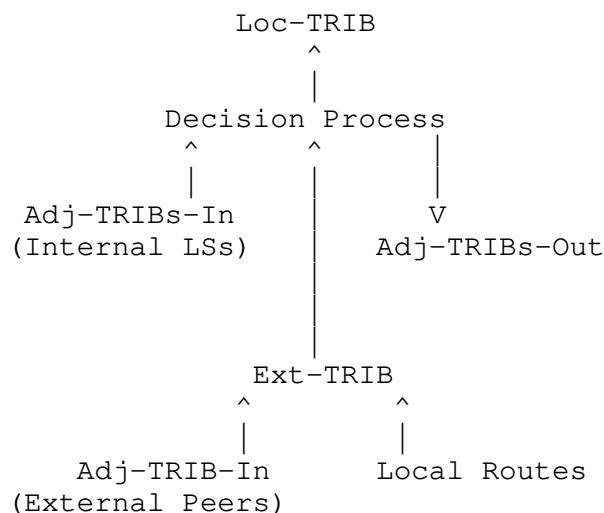 Loc-TRIB
^
|
Decision Process
^ ^ |
| | |
Adj-TRIBs-In | V
(Internal LSs) | Adj-TRIBs-Out
|
|
|
Ext-TRIB
^ ^
| |
Adj-TRIB-In Local Routes
(External Peers)